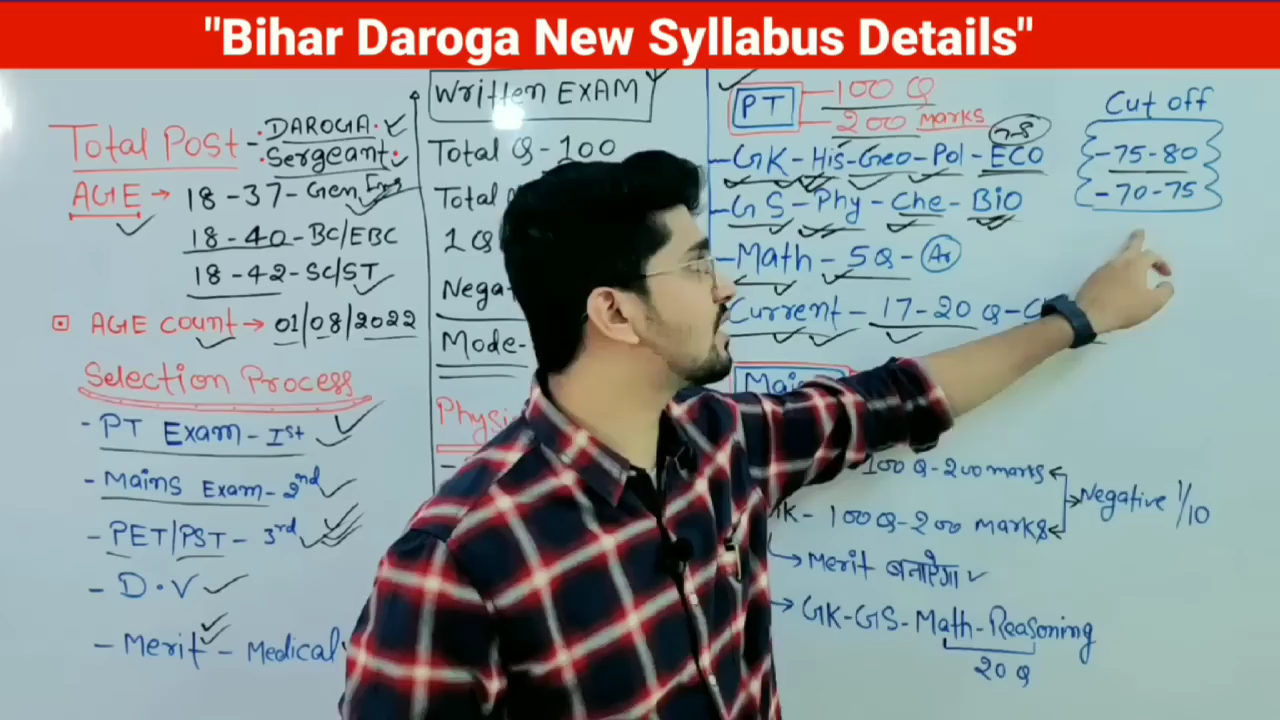 "Bihar Daroga New Syllabus Details"
Total Post - DAROGA
Sergeant
AGE → 18-37-Gen
18-40-BC/EBC
18-42-SC/ST
AGE count → 01/08/2022
Selection Process
- PT Exam - Ist
- Mains Exam - 2nd
- PET/PST - 3rd
- D.V
- Merit - Medical
Written EXAM
Total Q - 100
Total
1 Q
Nega
Mode-
Physi
PT
100 Q
200 marks
GK-His-Geo-Pol-ECO
GS-Phy-Che-Bio
Math - 5Q - Ar
Current - 17-20 Q-C
Cut off
-75-80
-70-75
Main
100 Q-200 marks
K - 100 Q-200 marks
Negative 1/10
→ Merit बनाऐगा
→ GK-GS-Math-Reasoning
20 Q